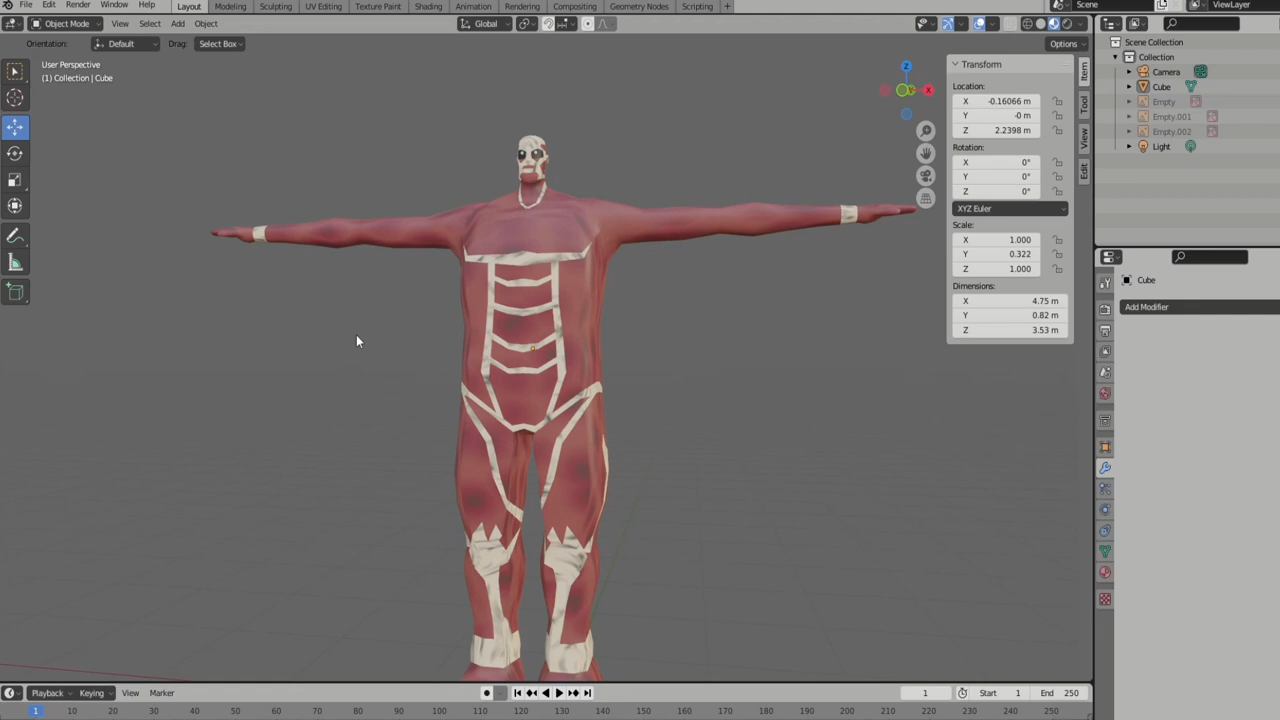 File Edit Render Window Help Layout Modeling Sculpting UV Editing Texture Paint Shading Animation Rendering Compositing Geometry Nodes Scripting + Scene ViewLayer
Object Mode View Select Add Object Global
Orientation: Default Drag: Select Box Options
User Perspective
(1) Collection | Cube
Z
X
Y
Transform
Location:
X -0.16066 m
Y -0 m
Z 2.2398 m
Rotation:
X 0°
Y 0°
Z 0°
XYZ Euler
Scale:
X 1.000
Y 0.322
Z 1.000
Dimensions:
X 4.75 m
Y 0.82 m
Z 3.53 m
Item
Tool
View
Edit
Scene Collection
Collection
Camera
Cube
Empty
Empty.001
Empty.002
Light
Cube
Add Modifier
Playback Keying View Marker 1 Start 1 End 250
1 10 20 30 40 50 60 70 80 90 100 110 120 130 140 150 160 170 180 190 200 210 220 230 240 250